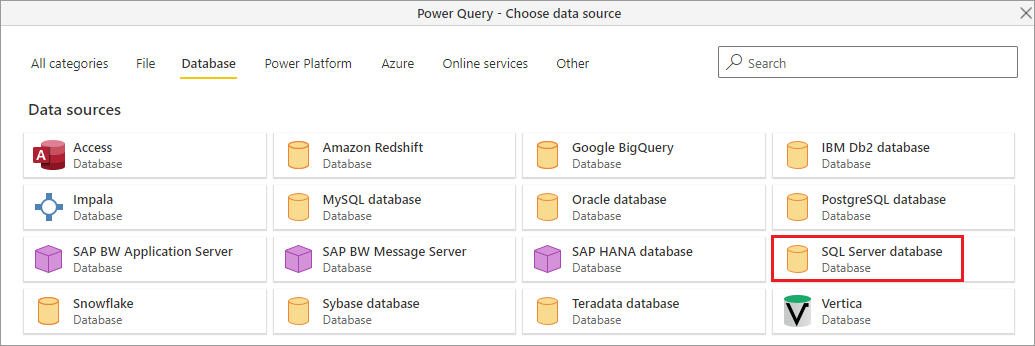 Power Query - Choose data source
All categories File Database Power Platform Azure Online services Other Search
Data sources
Access Amazon Redshift Google BigQuery IBM Db2 database
Database Database Database Database
Impala MySQL database Oracle database PostgreSQL database
Database Database Database Database
SAP BW Application Server SAP BW Message Server SAP HANA database SQL Server database
Database Database Database Database
Snowflake Sybase database Teradata database Vertica
Database Database Database Database